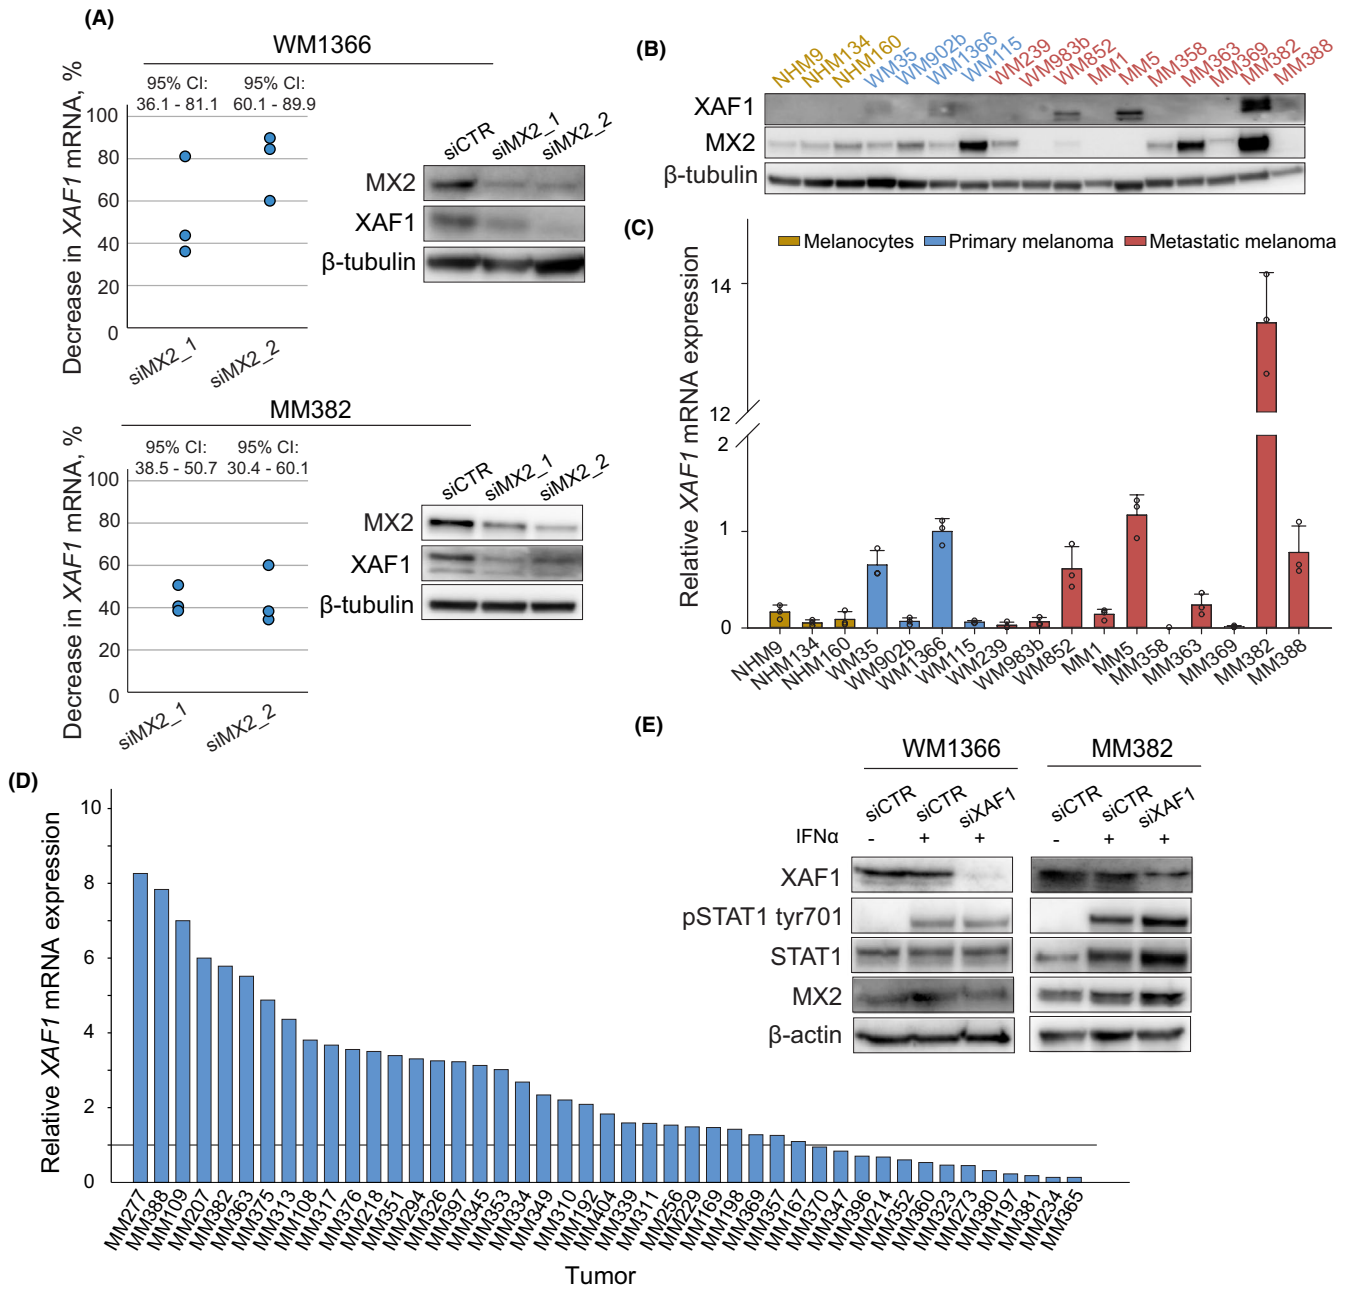 (A)
WM1366
95% CI:
36.1 - 81.1
95% CI:
60.1 - 89.9
Decrease in XAF1 mRNA, %
100
80
60
40
20
0
siMX2_1
siMX2_2
siCTR
siMX2_1
siMX2_2
MX2
XAF1
β-tubulin
MM382
95% CI:
38.5 - 50.7
95% CI:
30.4 - 60.1
Decrease in XAF1 mRNA, %
100
80
60
40
20
0
siMX2_1
siMX2_2
siCTR
siMX2_1
siMX2_2
MX2
XAF1
β-tubulin
(B)
NHM9
NHM134
NHM160
WM35
WM902b
WM1366
WM115
WM239
WM983b
WM852
MM1
MM5
MM358
MM363
MM369
MM382
MM388
XAF1
MX2
β-tubulin
(C)
Melanocytes
Primary melanoma
Metastatic melanoma
Relative XAF1 mRNA expression
14
12
2
1
0
NHM9
NHM134
NHM160
WM35
WM902b
WM1366
WM115
WM239
WM983b
WM852
MM1
MM5
MM358
MM363
MM369
MM382
MM388
(D)
Relative XAF1 mRNA expression
10
8
6
4
2
0
MM277
MM388
MM109
MM207
MM382
MM363
MM375
MM313
MM108
MM317
MM376
MM218
MM351
MM294
MM326
MM397
MM345
MM353
MM334
MM349
MM310
MM192
MM404
MM339
MM311
MM256
MM229
MM169
MM198
MM369
MM357
MM167
MM370
MM347
MM396
MM214
MM352
MM360
MM323
MM273
MM380
MM197
MM381
MM234
MM365
Tumor
(E)
WM1366
MM382
siCTR
siCTR
siXAF1
siCTR
siCTR
siXAF1
IFNα - + + - + +
XAF1
pSTAT1 tyr701
STAT1
MX2
β-actin